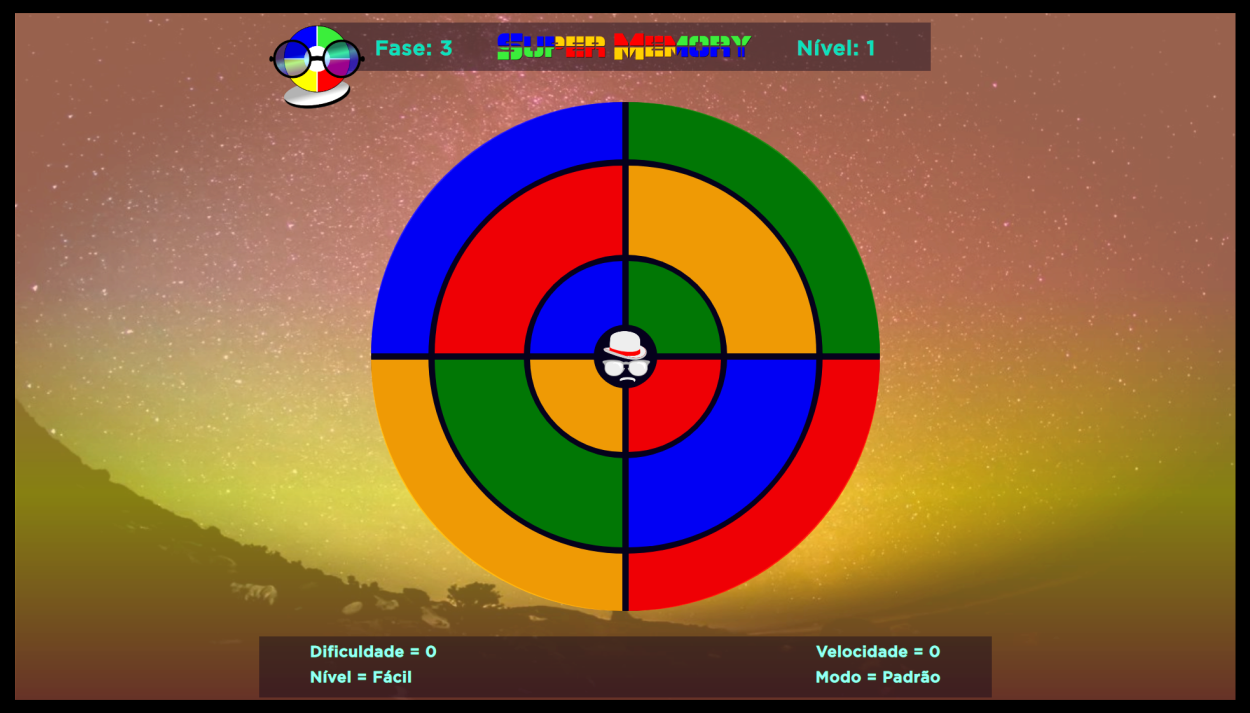 Fase: 3
SUPER MEMORY
Nível: 1
Dificuldade = 0
Nível = Fácil
Velocidade = 0
Modo = Padrão